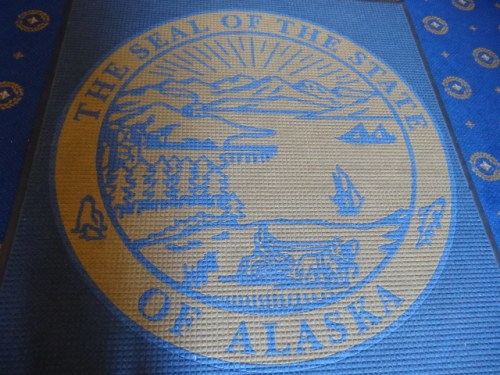 THE SEAL OF THE STATE
OF ALASKA